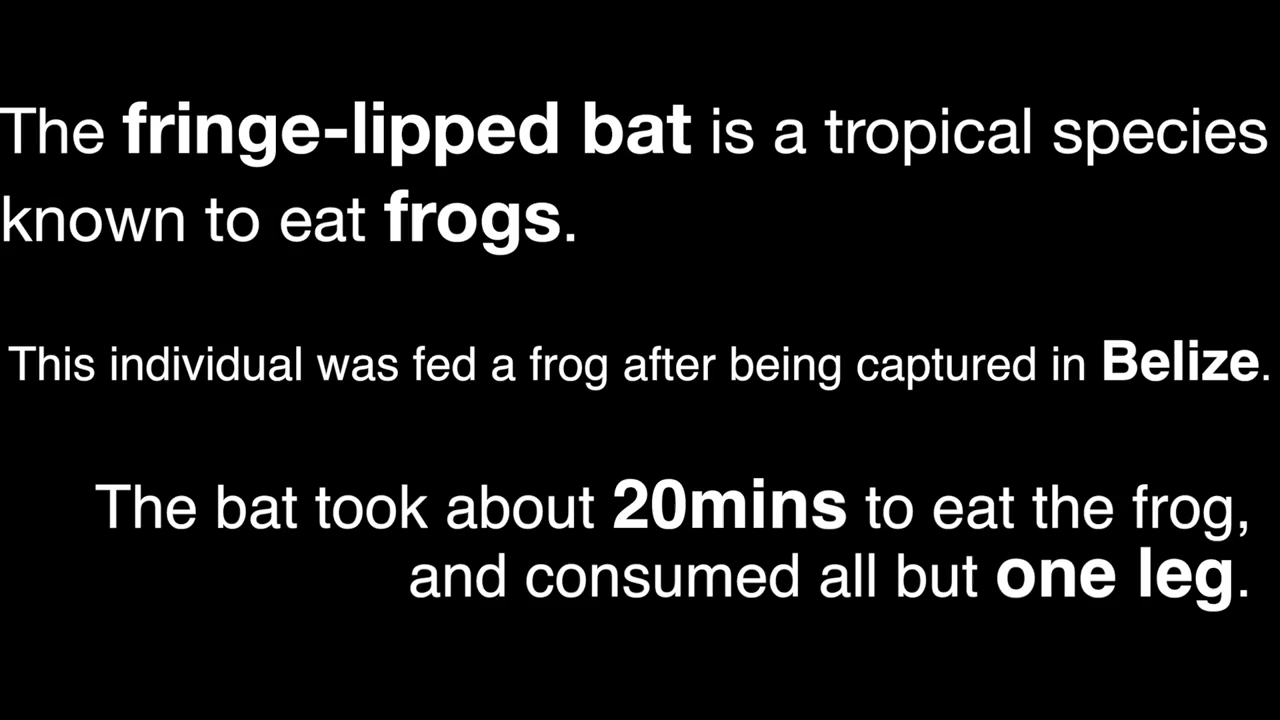 The fringe-lipped bat is a tropical species
known to eat frogs.
This individual was fed a frog after being captured in Belize.
The bat took about 20mins to eat the frog,
and consumed all but one leg.